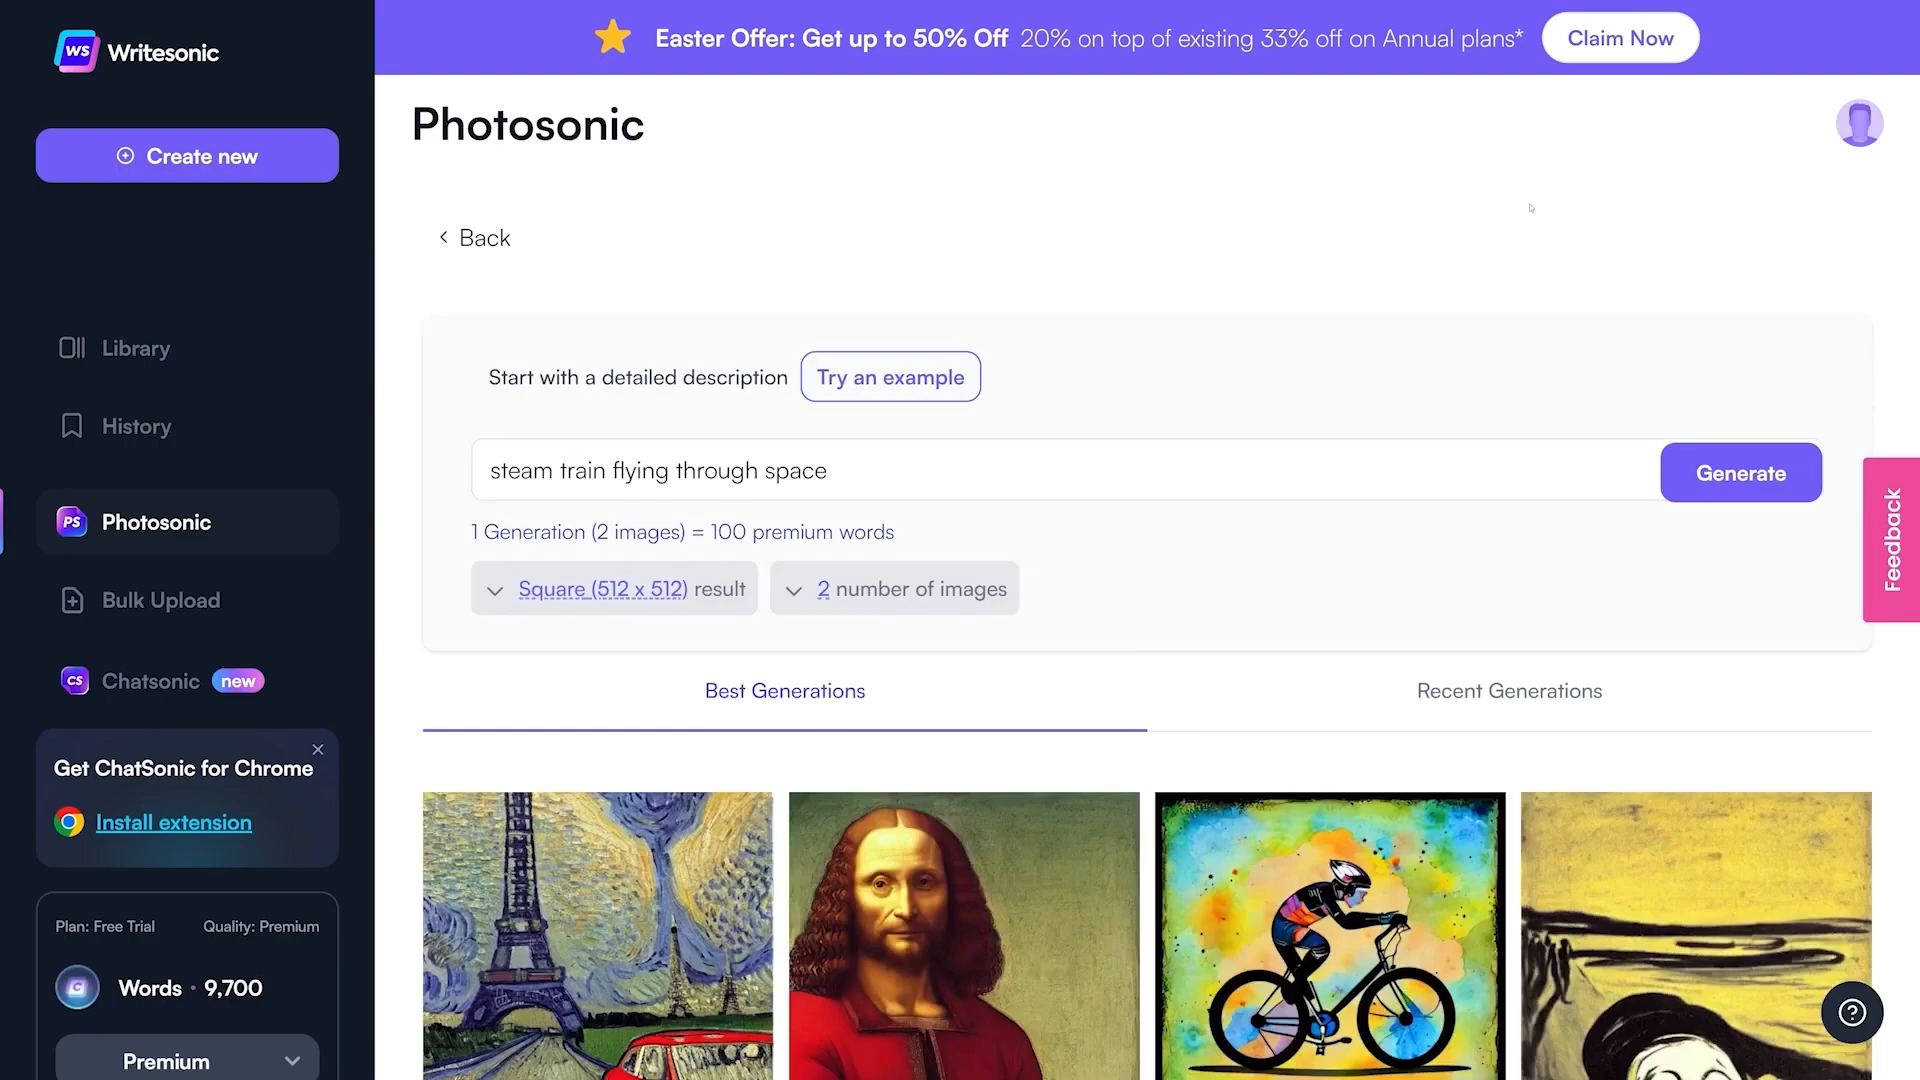 WS Writesonic
Easter Offer: Get up to 50% Off 20% on top of existing 33% off on Annual plans*
Claim Now
Create new
Photosonic
Back
Library
History
PS Photosonic
Bulk Upload
CS Chatsonic new
Get ChatSonic for Chrome
Install extension
Plan: Free Trial Quality: Premium
G Words · 9,700
Premium
Start with a detailed description Try an example
steam train flying through space
Generate
1 Generation (2 images) = 100 premium words
Square (512 x 512) result
2 number of images
Best Generations
Recent Generations
Feedback
?